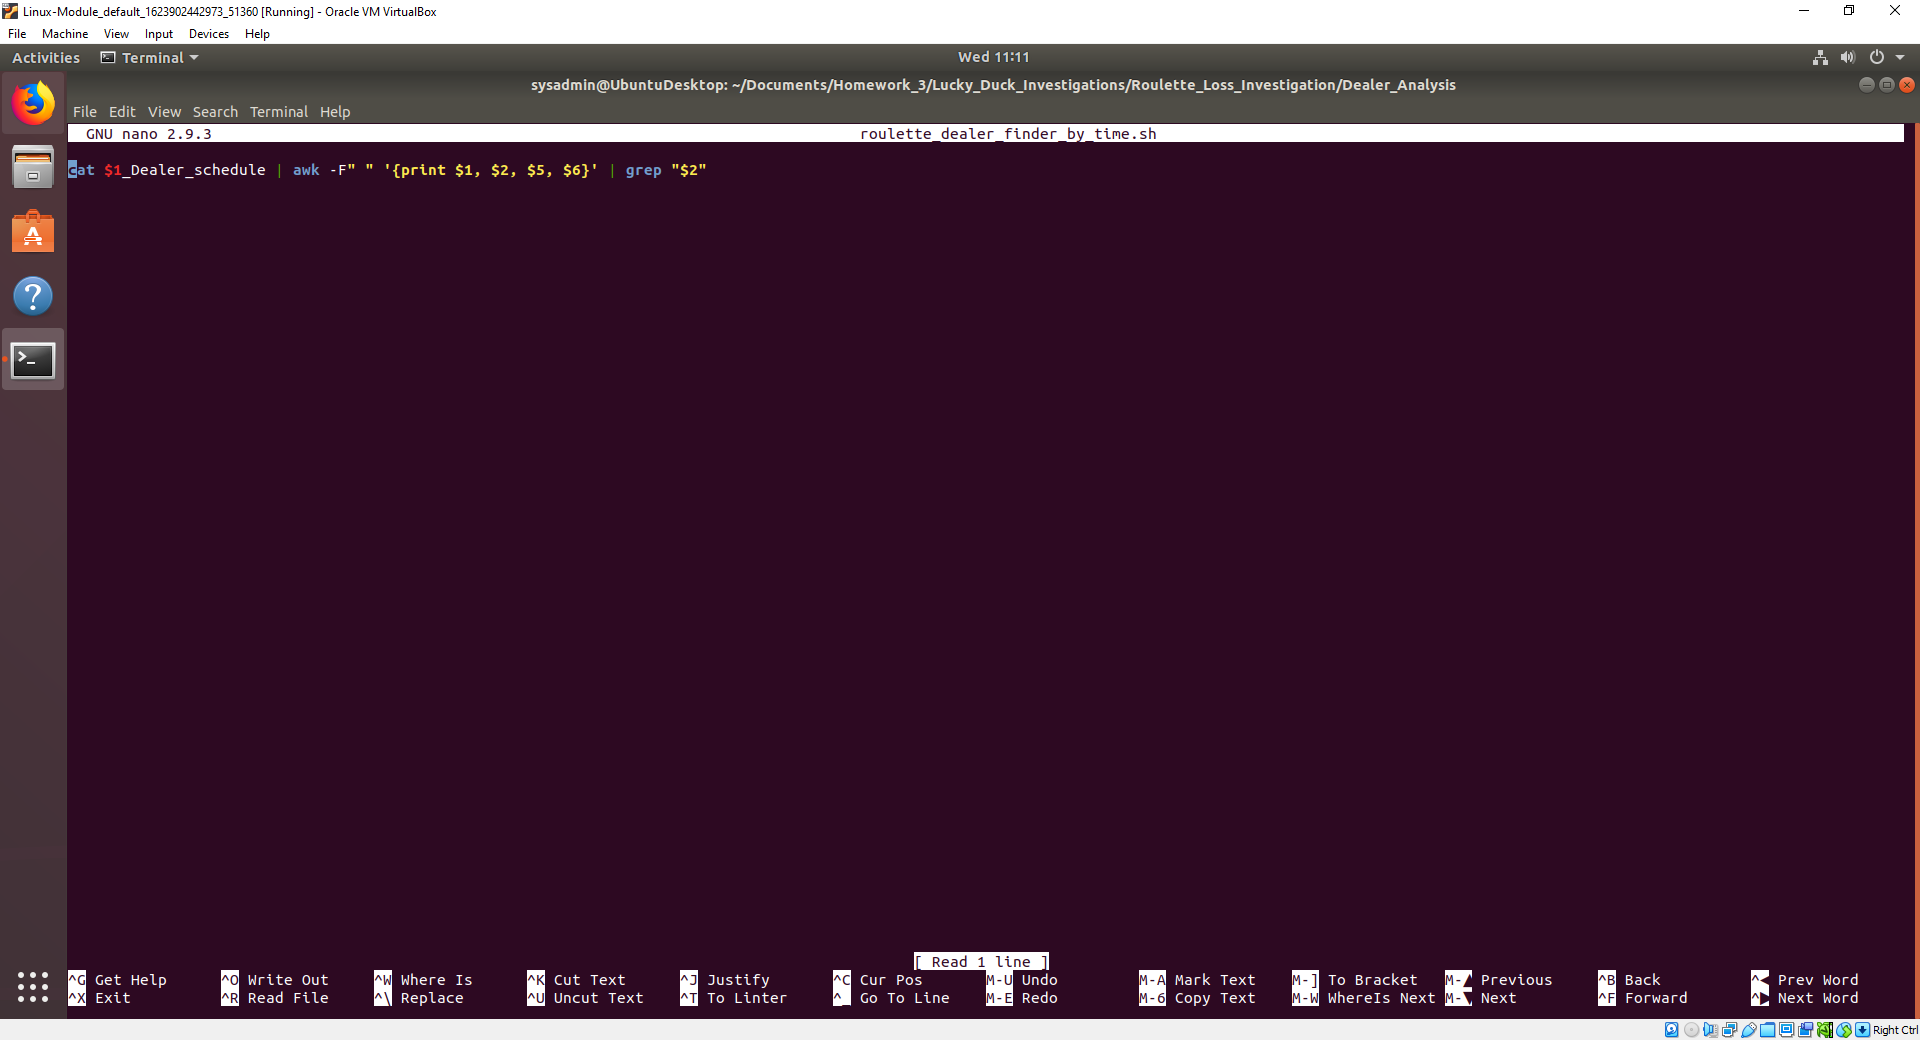 Linux-Module_default_1623902442973_51360 [Running] - Oracle VM VirtualBox
File Machine View Input Devices Help
Activities Terminal Wed 11:11
sysadmin@UbuntuDesktop: ~/Documents/Homework_3/Lucky_Duck_Investigations/Roulette_Loss_Investigation/Dealer_Analysis
File Edit View Search Terminal Help
GNU nano 2.9.3 roulette_dealer_finder_by_time.sh
cat $1_Dealer_schedule | awk -F" " '{print $1, $2, $5, $6}' | grep "$2"
[ Read 1 line ]
^G Get Help ^O Write Out ^W Where Is ^K Cut Text ^J Justify ^C Cur Pos M-U Undo M-A Mark Text M-] To Bracket M-▲ Previous ^B Back ^◀ Prev Word
^X Exit ^R Read File ^\ Replace ^U Uncut Text ^T To Linter ^_ Go To Line M-E Redo M-6 Copy Text M-W WhereIs Next M-▼ Next ^F Forward ^▶ Next Word
Right Ctrl